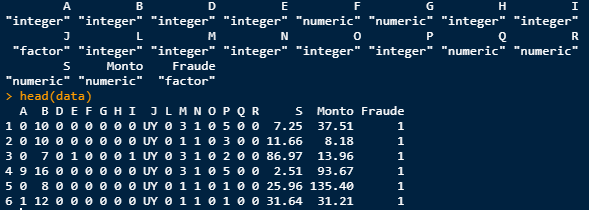 A B D E F G H I
"integer" "integer" "integer" "integer" "numeric" "numeric" "integer" "integer"
J L M N O P Q R
"factor" "integer" "integer" "integer" "integer" "integer" "numeric" "numeric"
S Monto Fraude
"numeric" "numeric" "factor"
> head(data)
A B D E F G H I J L M N O P Q R S Monto Fraude
1 0 10 0 0 0 0 0 0 UY 0 3 1 0 5 0 0 7.25 37.51 1
2 0 10 0 0 0 0 0 0 UY 0 1 1 0 3 0 0 11.66 8.18 1
3 0 7 0 1 0 0 0 1 UY 0 3 1 0 2 0 0 86.97 13.96 1
4 9 16 0 0 0 0 0 0 UY 0 3 1 0 5 0 0 2.51 93.67 1
5 0 8 0 0 0 0 0 0 UY 0 1 1 0 1 0 0 25.96 135.40 1
6 1 12 0 0 0 0 0 0 UY 0 1 1 0 1 0 0 31.64 31.21 1